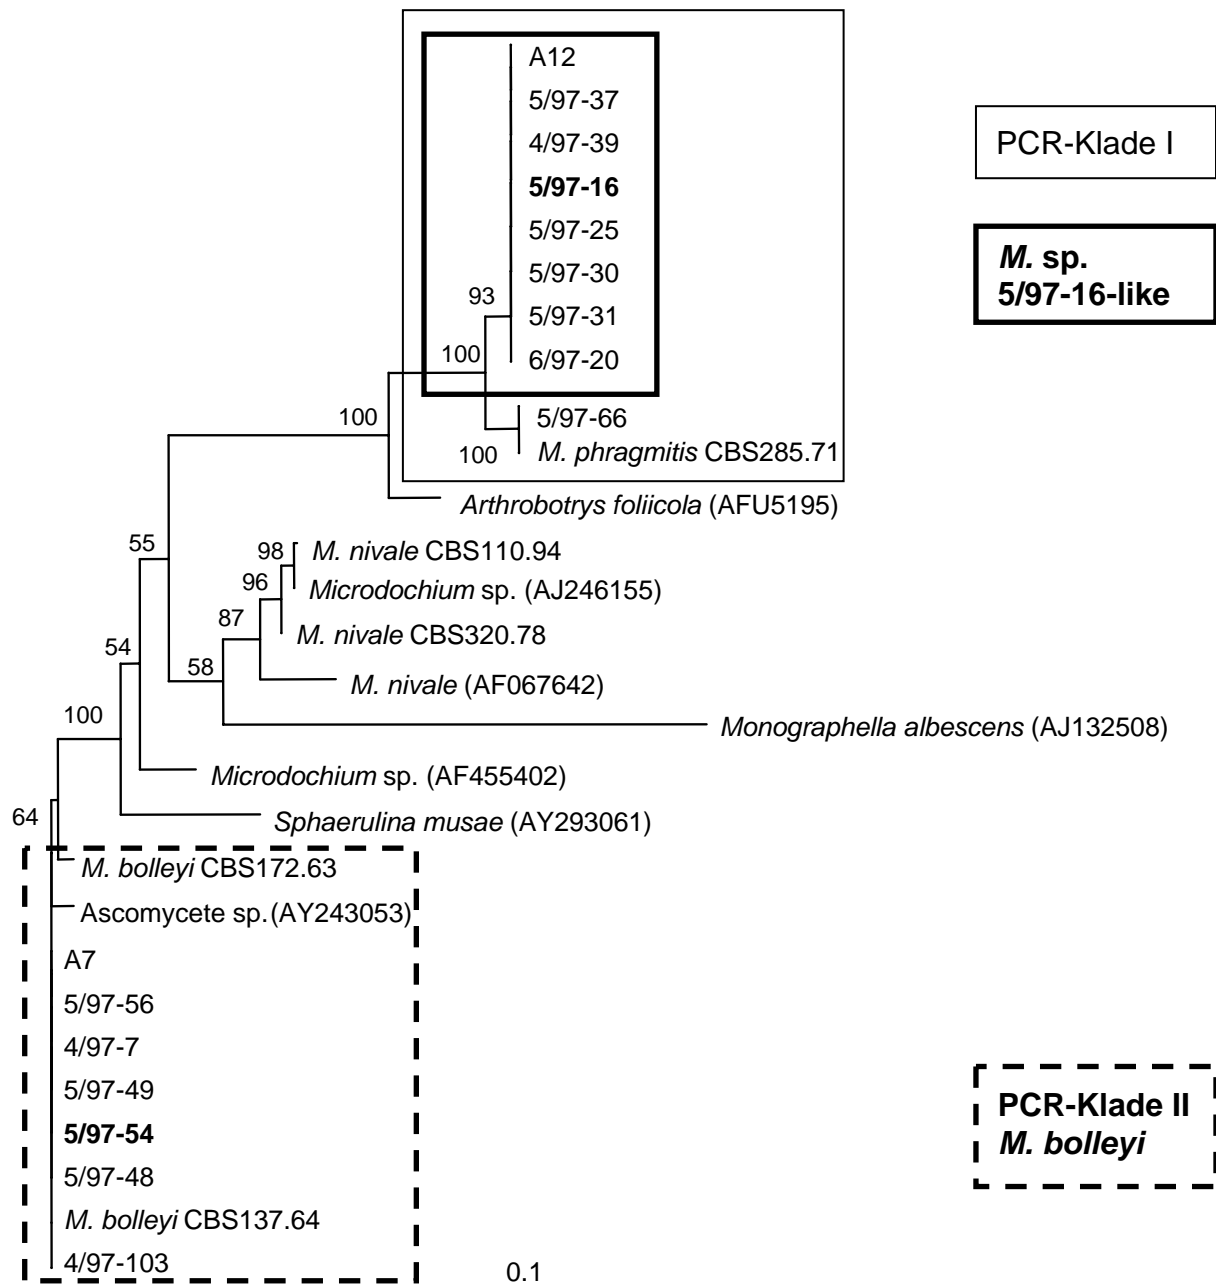 A12
5/97-37
PCR-Klade I
4/97-39
5/97-16
5/97-25
M. sp.
5/97-16-like
5/97-30
93
5/97-31
100
6/97-20
100
5/97-66
100
M. phragmitis CBS285.71
Arthrobotrys foliicola (AFU5195)
55
98
M. nivale CBS110.94
96
Microdochium sp. (AJ246155)
87
M. nivale CBS320.78
54
58
M. nivale (AF067642)
100
Monographella albescens (AJ132508)
Microdochium sp. (AF455402)
64
Sphaerulina musae (AY293061)
M. bolleyi CBS172.63
Ascomycete sp.(AY243053)
A7
5/97-56
4/97-7
5/97-49
5/97-54
PCR-Klade II
M. bolleyi
5/97-48
M. bolleyi CBS137.64
4/97-103
0.1